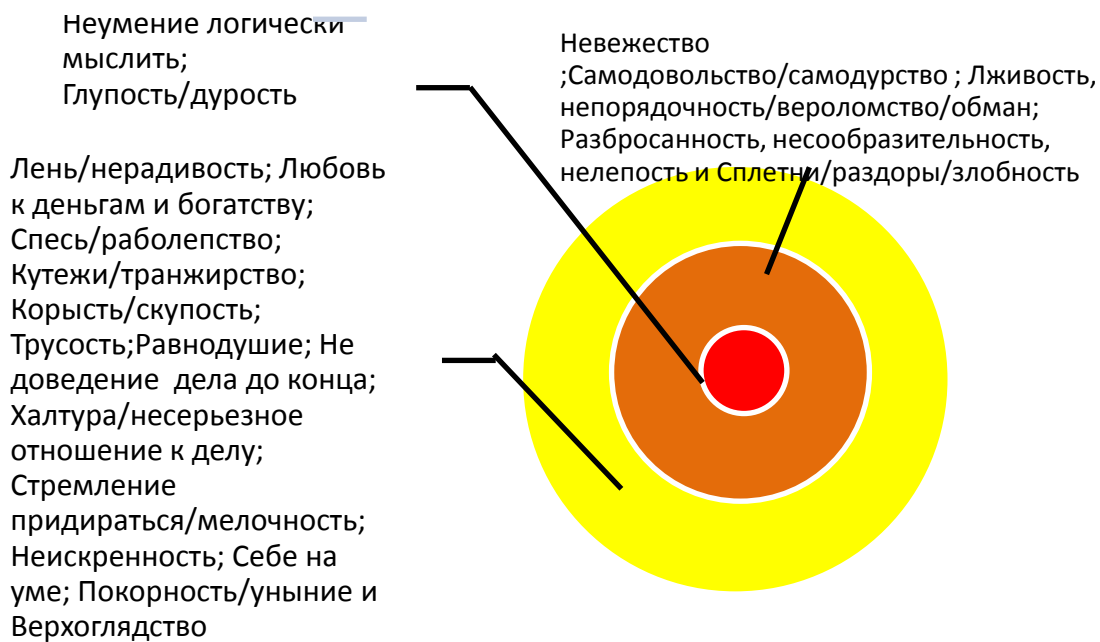 Неумение логически
мыслить;
Глупость/дурость
Невежество
;Самодовольство/самодурство ; Лживость,
непорядочность/вероломство/обман;
Разбросанность, несообразительность,
нелепость и Сплетни/раздоры/злобность
Лень/нерадивость; Любовь
к деньгам и богатству;
Спесь/раболепство;
Кутежи/транжирство;
Корысть/скупость;
Трусость;Равнодушие; Не
доведение дела до конца;
Халтура/несерьезное
отношение к делу;
Стремление
придираться/мелочность;
Неискренность; Себе на
уме; Покорность/уныние и
Верхоглядство